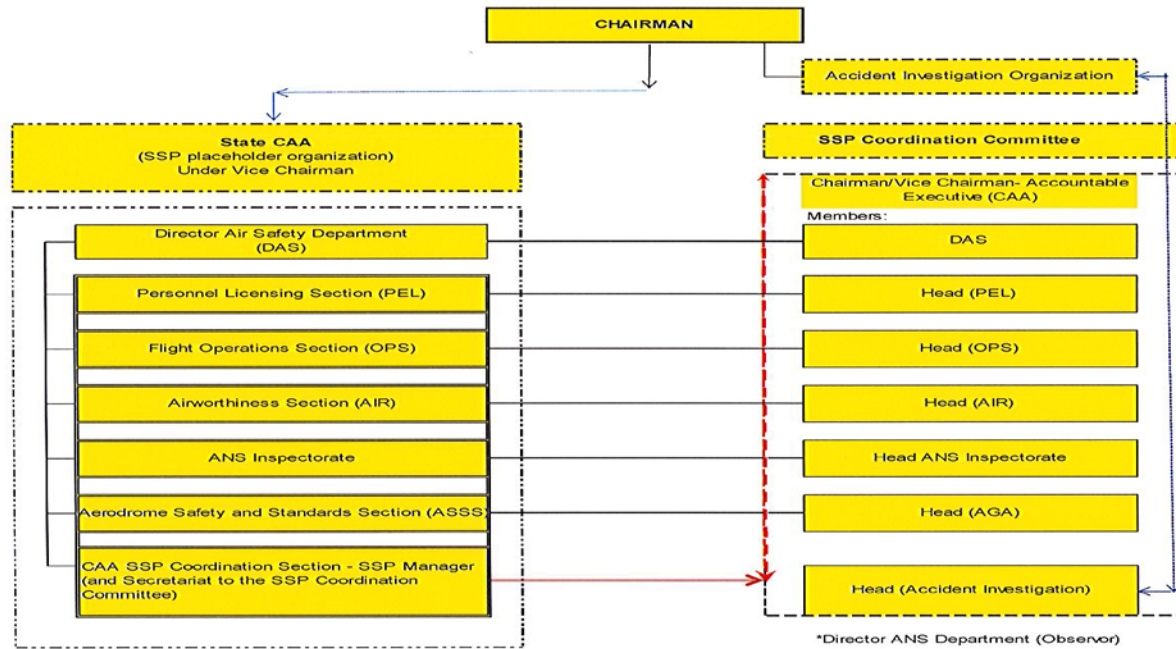 CHAIRMAN
Accident Investigation Organization
State CAA
(SSP placeholder organization)
Under Vice Chairman
SSP Coordination Committee
Chairman/Vice Chairman- Accountable
Executive (CAA)
Members:
Director Air Safety Department
(DAS)
DAS
Personnel Licensing Section (PEL)
Head (PEL)
Flight Operations Section (OPS)
Head (OPS)
Airworthiness Section (AIR)
Head (AIR)
ANS Inspectorate
Head ANS Inspectorate
Aerodrome Safety and Standards Section (ASSS)
Head (AGA)
CAA SSP Coordination Section - SSP Manager
(and Secretariat to the SSP Coordination
Committee)
Head (Accident Investigation)
*Director ANS Department (Observor)